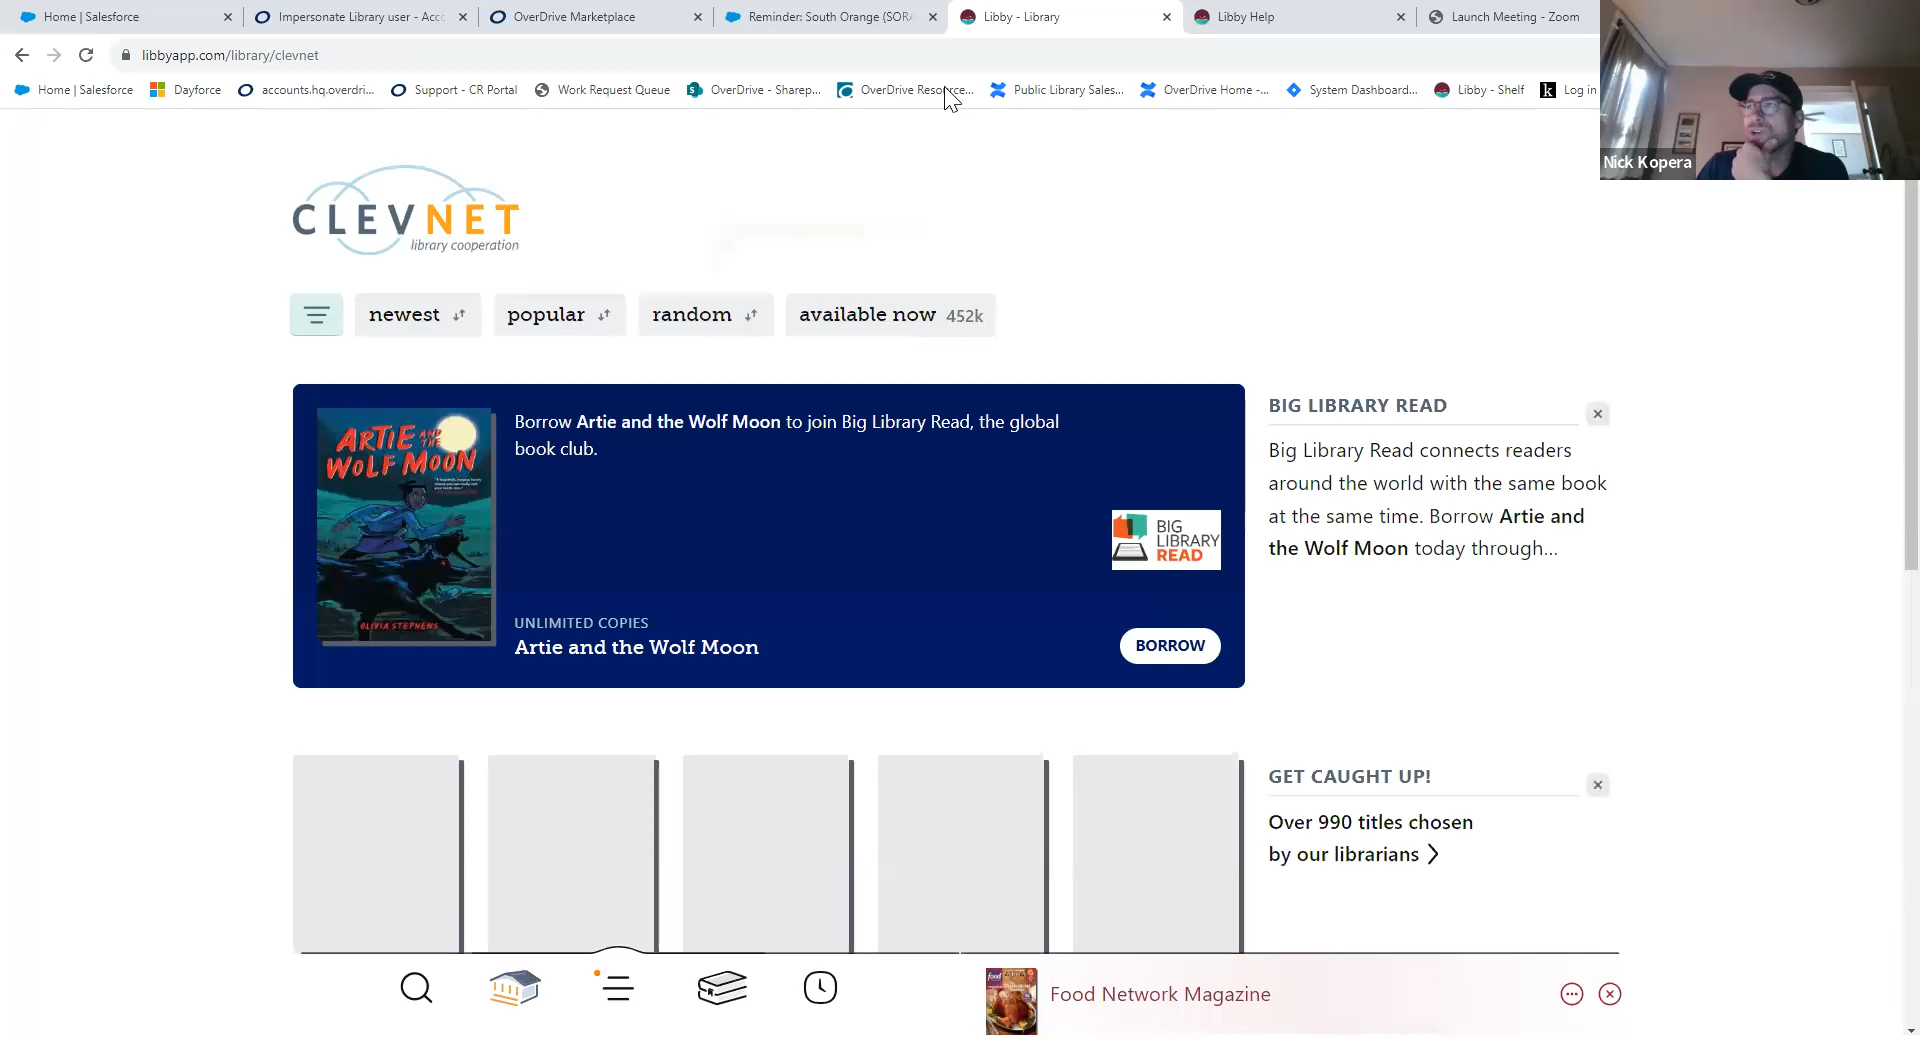 Home | Salesforce
Impersonate Library user - Acc
OverDrive Marketplace
Reminder: South Orange (SORA
Libby - Library
Libby Help
Launch Meeting - Zoom
libbyapp.com/library/clevnet
Home | Salesforce
Dayforce
accounts.hq.overdri...
Support - CR Portal
Work Request Queue
OverDrive - Sharep...
OverDrive Resource...
Public Library Sales...
OverDrive Home -...
System Dashboard...
Libby - Shelf
k
Log in
Nick Kopera
CLEVNET
library cooperation
newest
popular
random
available now 452k
ARTIE AND THE
WOLF MOON
OLIVIA STEPHENS
Borrow Artie and the Wolf Moon to join Big Library Read, the global
book club.
BIG
LIBRARY
READ
UNLIMITED COPIES
Artie and the Wolf Moon
BORROW
BIG LIBRARY READ
Big Library Read connects readers
around the world with the same book
at the same time. Borrow Artie and
the Wolf Moon today through...
GET CAUGHT UP!
Over 990 titles chosen
by our librarians
food
Food Network Magazine